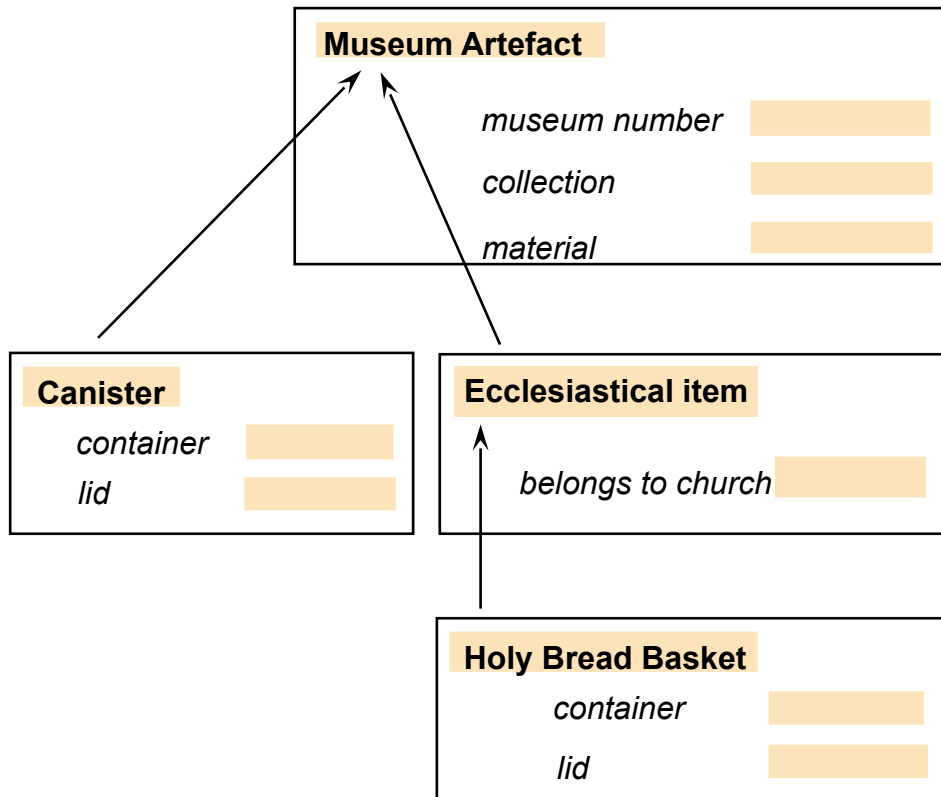 Museum Artefact
museum number
collection
material
Canister
container
lid
Ecclesiastical item
belongs to church
Holy Bread Basket
container
lid